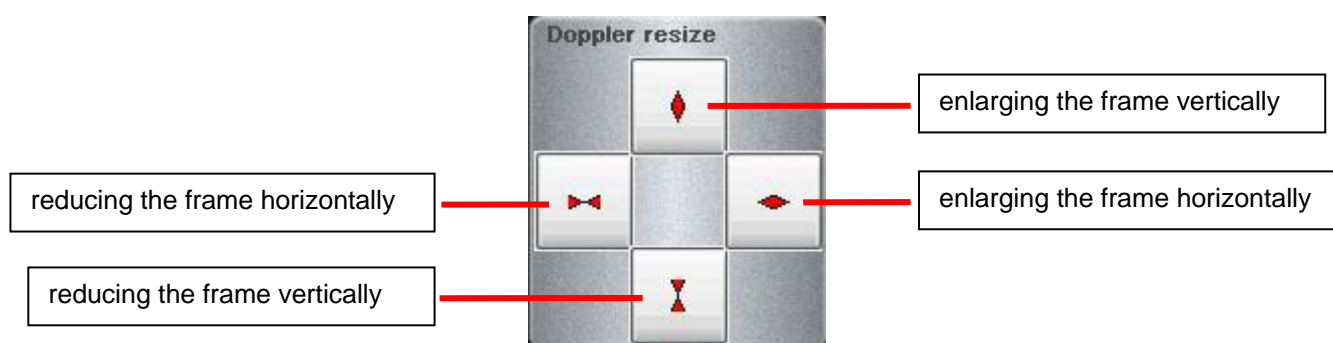 Doppler resize
enlarging the frame vertically
reducing the frame horizontally
enlarging the frame horizontally
reducing the frame vertically